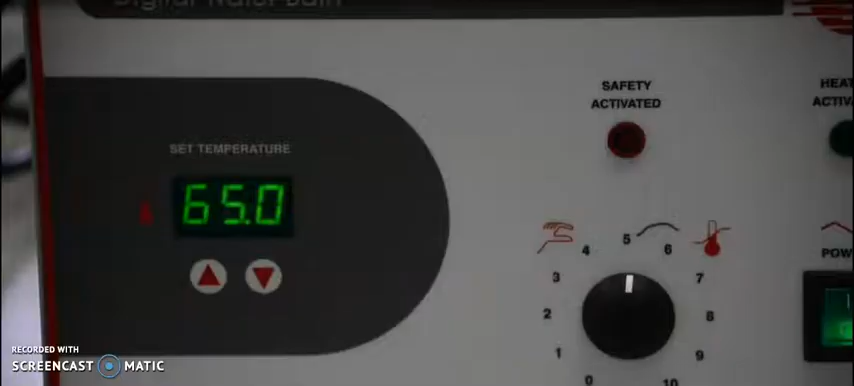 Digital Water Bath
SAFETY
ACTIVATED
HEAT
ACTIV
SET TEMPERATURE
65.0
5
4
6
3
7
POW
2
8
1
9
0
10
RECORDED WITH
SCREENCAST MATIC